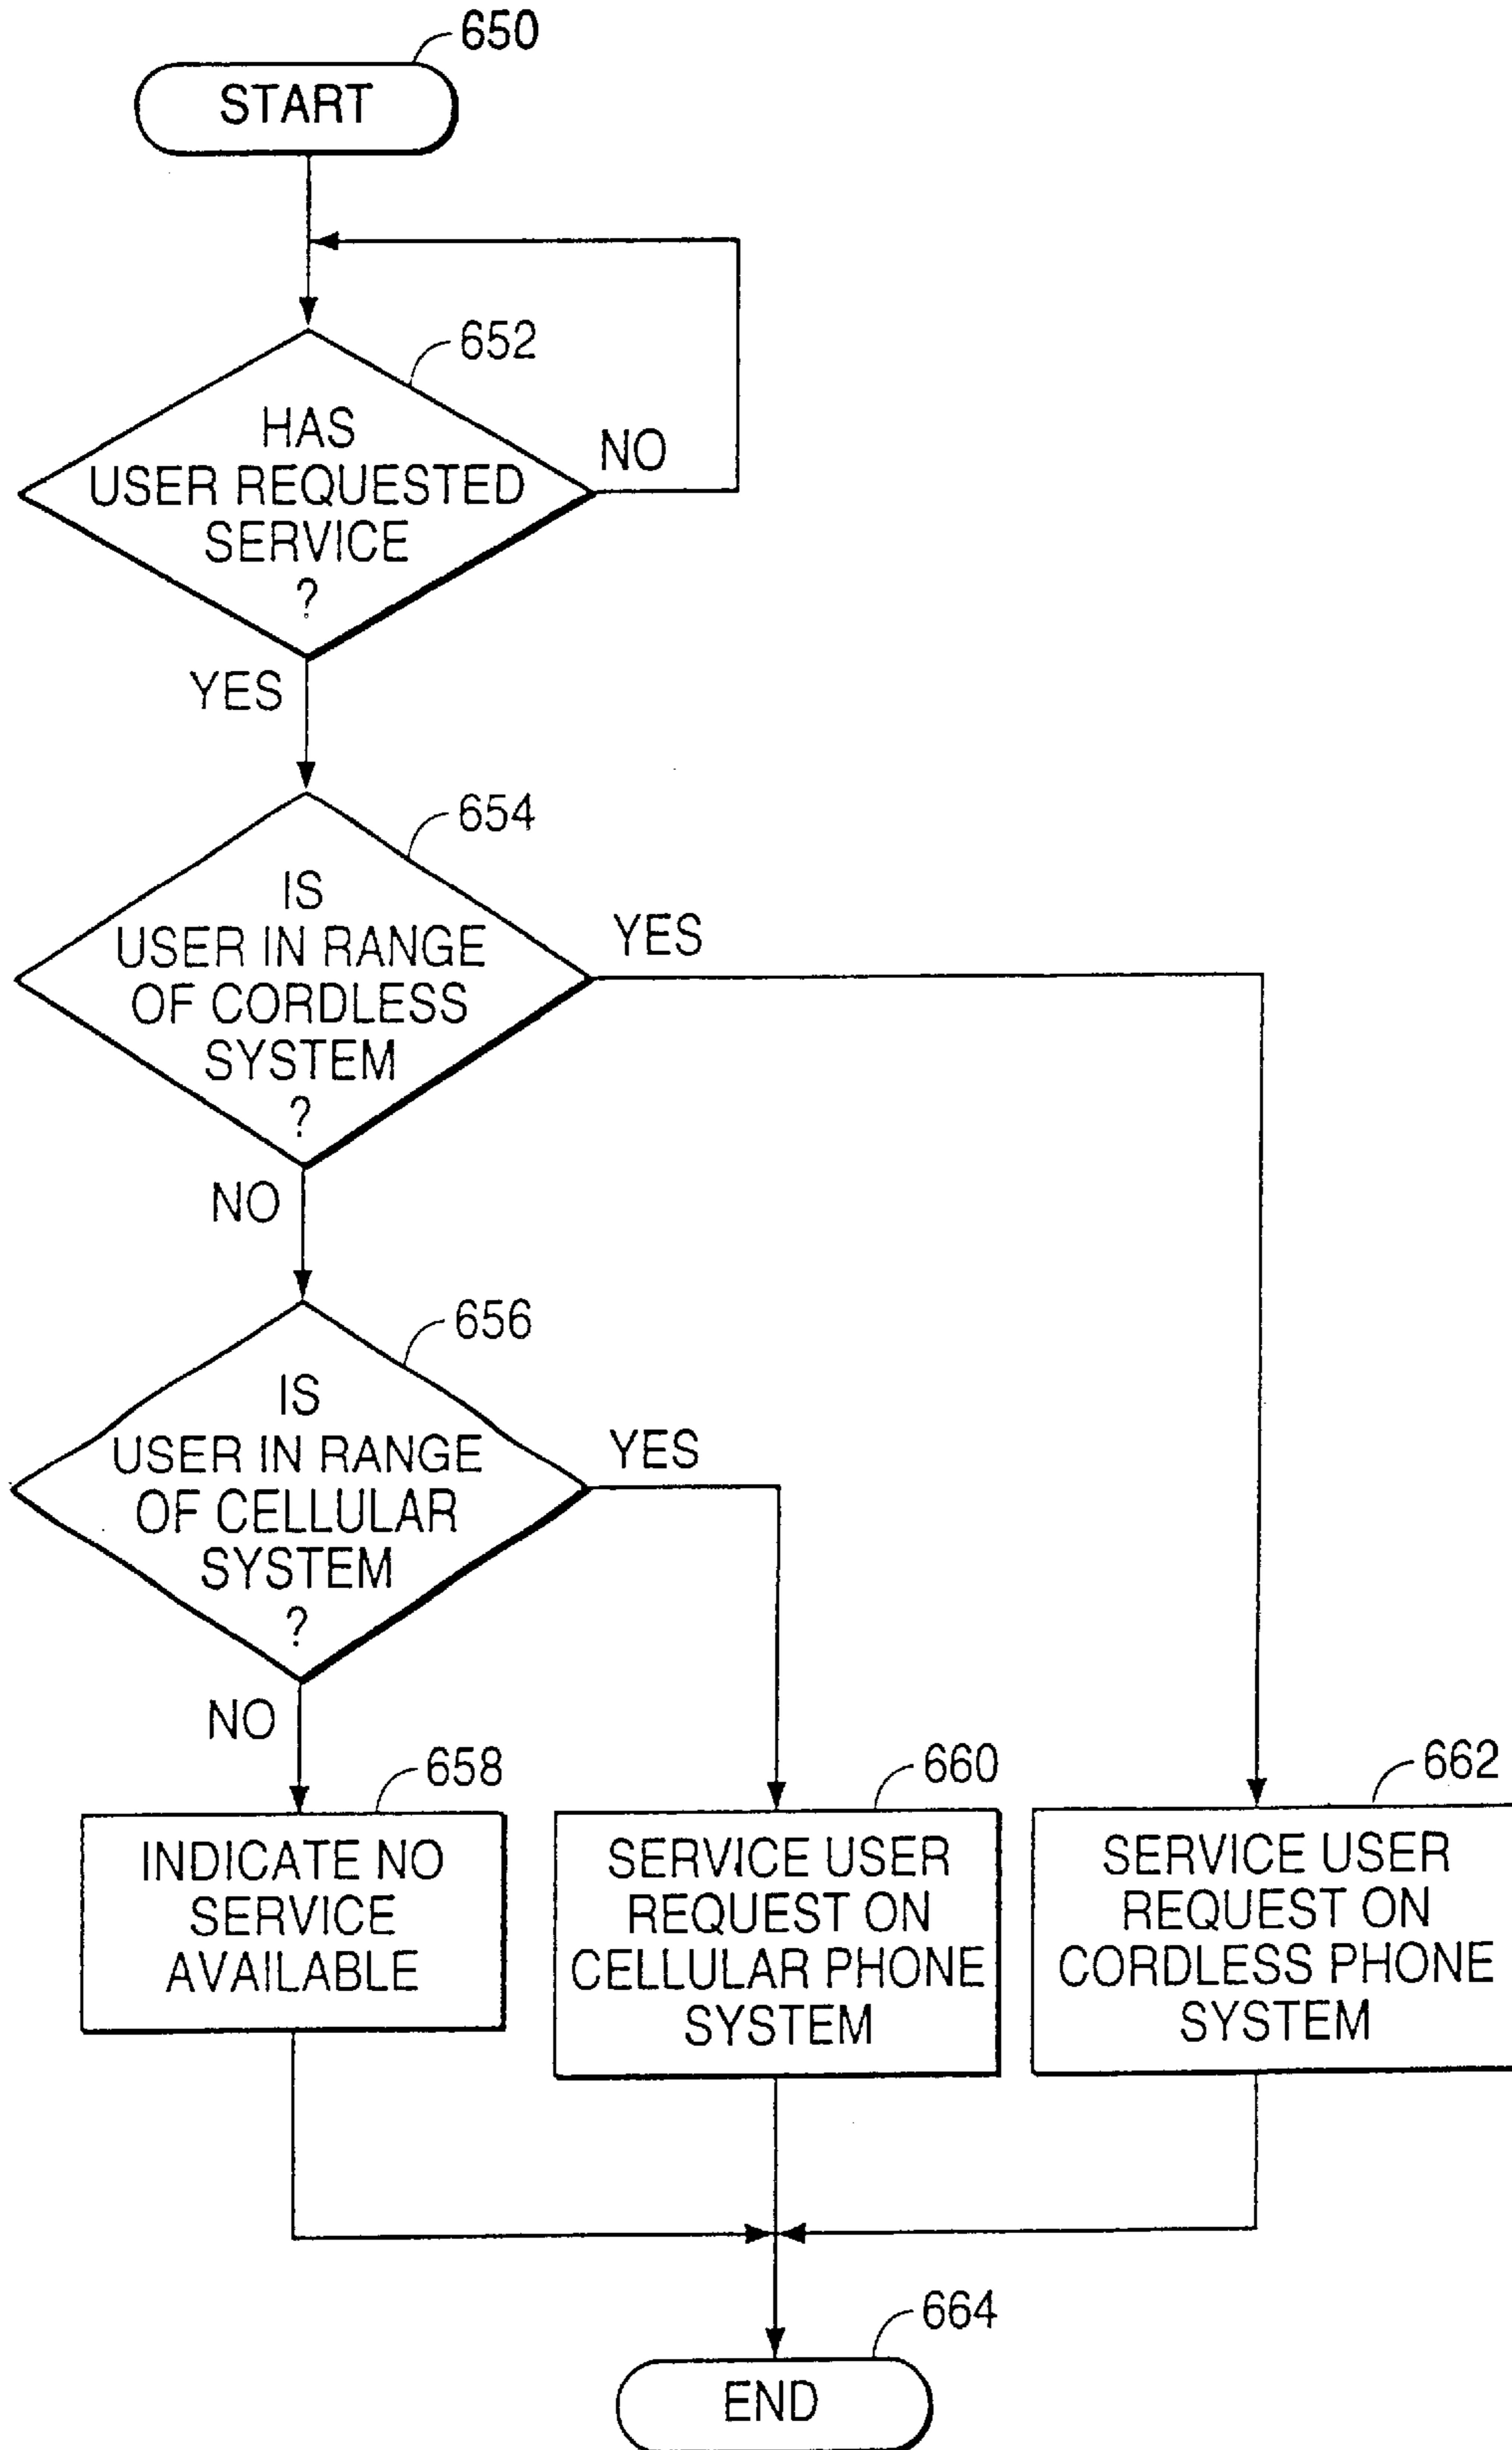 650
START
652
HAS
USER REQUESTED
SERVICE
?
NO
YES
654
IS
USER IN RANGE
OF CORDLESS
SYSTEM
?
YES
NO
656
IS
USER IN RANGE
OF CELLULAR
SYSTEM
?
YES
NO
658
INDICATE NO
SERVICE
AVAILABLE
660
SERVICE USER
REQUEST ON
CELLULAR PHONE
SYSTEM
662
SERVICE USER
REQUEST ON
CORDLESS PHONE
SYSTEM
664
END